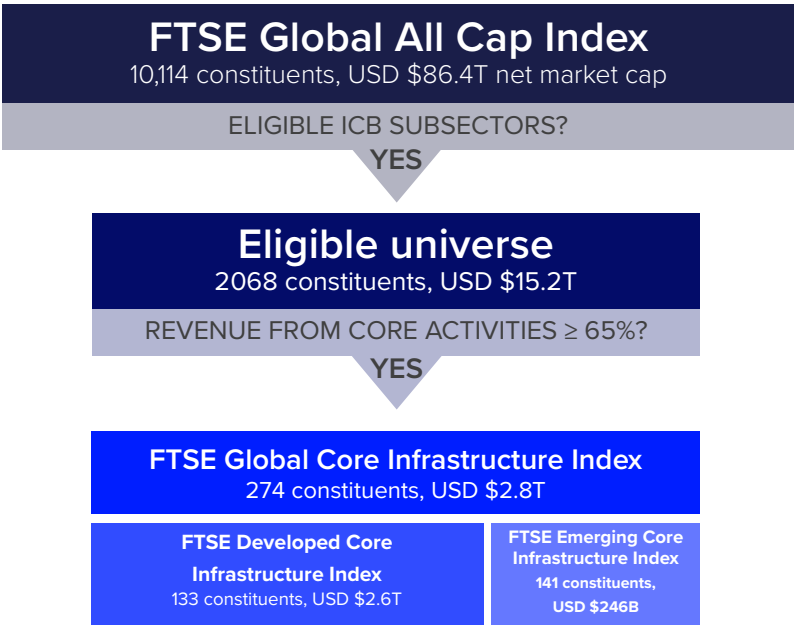 FTSE Global All Cap Index
10,114 constituents, USD $86.4T net market cap
ELIGIBLE ICB SUBSECTORS?
YES
Eligible universe
2068 constituents, USD $15.2T
REVENUE FROM CORE ACTIVITIES ≥ 65%?
YES
FTSE Global Core Infrastructure Index
274 constituents, USD $2.8T
FTSE Developed Core
Infrastructure Index
133 constituents, USD $2.6T
FTSE Emerging Core
Infrastructure Index
141 constituents,
USD $246B